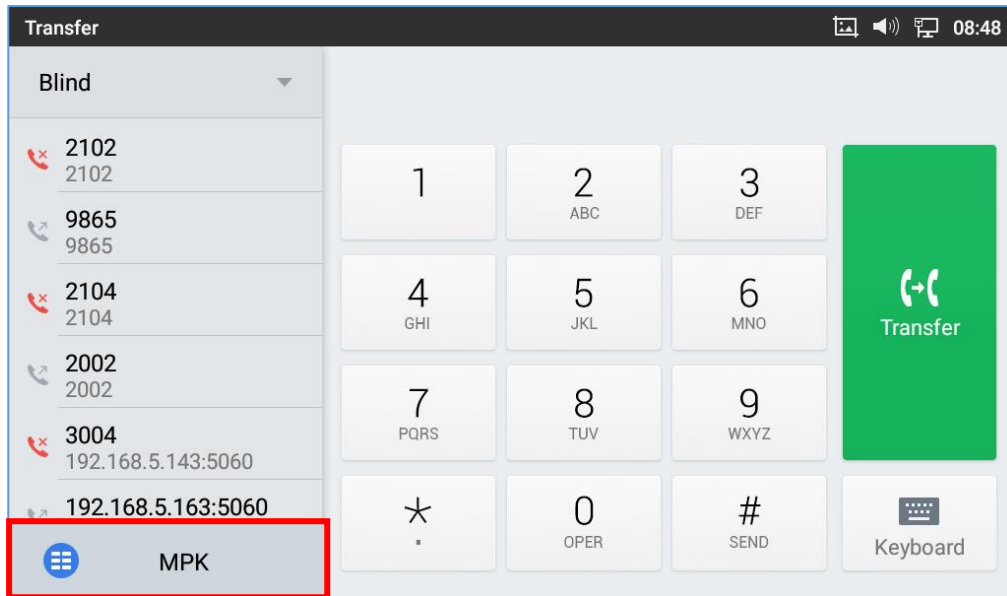 Transfer 08:48
Blind
2102
2102
9865
9865
2104
2104
2002
2002
3004
192.168.5.143:5060
192.168.5.163:5060
MPK
1
2
ABC
3
DEF
4
GHI
5
JKL
6
MNO
Transfer
7
PQRS
8
TUV
9
WXYZ
*
.
0
OPER
#
SEND
Keyboard